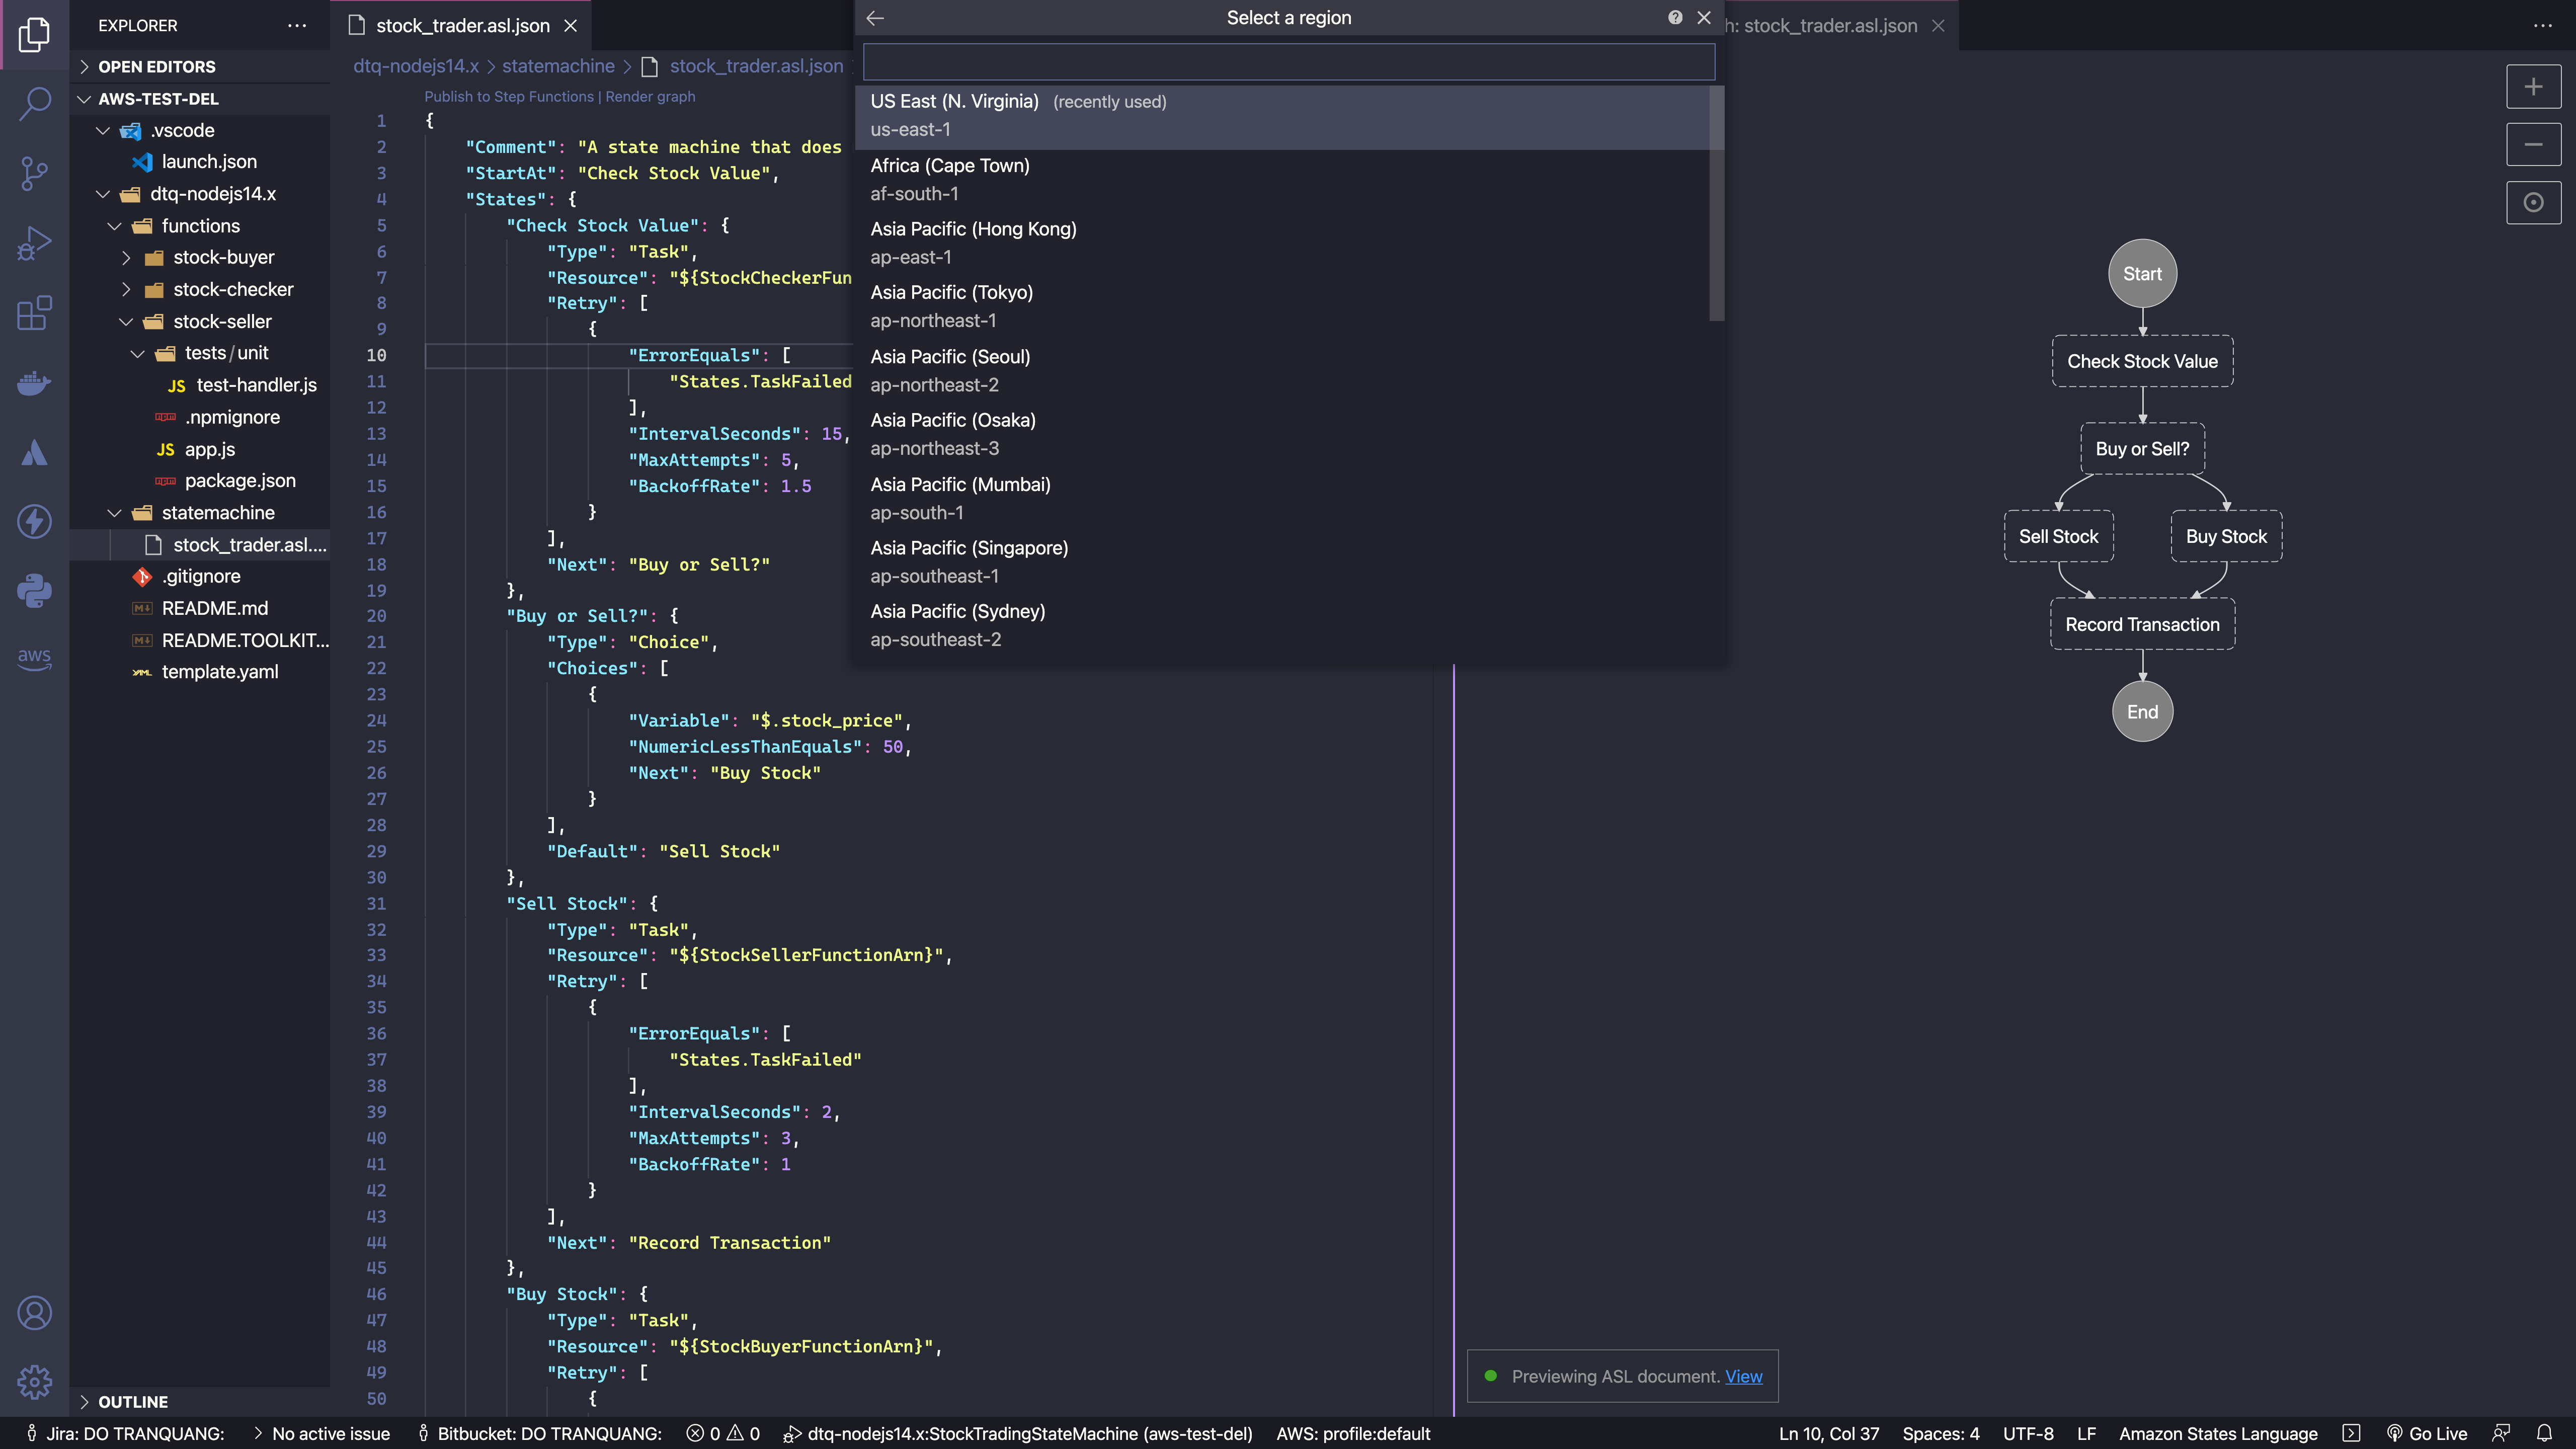 EXPLORER
OPEN EDITORS
AWS-TEST-DEL
.vscode
launch.json
dtq-nodejs14.x
functions
stock-buyer
stock-checker
stock-seller
tests/unit
JS test-handler.js
.npmignore
JS app.js
package.json
statemachine
stock_trader.asl....
.gitignore
README.md
README.TOOLKIT...
template.yaml
aws
OUTLINE
stock_trader.asl.json
dtq-nodejs14.x > statemachine > stock_trader.asl.json
Publish to Step Functions | Render graph
1 {
2 "Comment": "A state machine that does
3 "StartAt": "Check Stock Value",
4 "States": {
5 "Check Stock Value": {
6 "Type": "Task",
7 "Resource": "${StockCheckerFun
8 "Retry": [
9 {
10 "ErrorEquals": [
11 "States.TaskFailed
12 ],
13 "IntervalSeconds": 15,
14 "MaxAttempts": 5,
15 "BackoffRate": 1.5
16 }
17 ],
18 "Next": "Buy or Sell?"
19 },
20 "Buy or Sell?": {
21 "Type": "Choice",
22 "Choices": [
23 {
24 "Variable": "$.stock_price",
25 "NumericLessThanEquals": 50,
26 "Next": "Buy Stock"
27 }
28 ],
29 "Default": "Sell Stock"
30 },
31 "Sell Stock": {
32 "Type": "Task",
33 "Resource": "${StockSellerFunctionArn}",
34 "Retry": [
35 {
36 "ErrorEquals": [
37 "States.TaskFailed"
38 ],
39 "IntervalSeconds": 2,
40 "MaxAttempts": 3,
41 "BackoffRate": 1
42 }
43 ],
44 "Next": "Record Transaction"
45 },
46 "Buy Stock": {
47 "Type": "Task",
48 "Resource": "${StockBuyerFunctionArn}",
49 "Retry": [
50 {
Select a region
US East (N. Virginia) (recently used)
us-east-1
Africa (Cape Town)
af-south-1
Asia Pacific (Hong Kong)
ap-east-1
Asia Pacific (Tokyo)
ap-northeast-1
Asia Pacific (Seoul)
ap-northeast-2
Asia Pacific (Osaka)
ap-northeast-3
Asia Pacific (Mumbai)
ap-south-1
Asia Pacific (Singapore)
ap-southeast-1
Asia Pacific (Sydney)
ap-southeast-2
h: stock_trader.asl.json
Start
Check Stock Value
Buy or Sell?
Sell Stock
Buy Stock
Record Transaction
End
Previewing ASL document. View
Jira: DO TRANQUANG: > No active issue Bitbucket: DO TRANQUANG: 0 0 dtq-nodejs14.x:StockTradingStateMachine (aws-test-del) AWS: profile:default Ln 10, Col 37 Spaces: 4 UTF-8 LF Amazon States Language Go Live